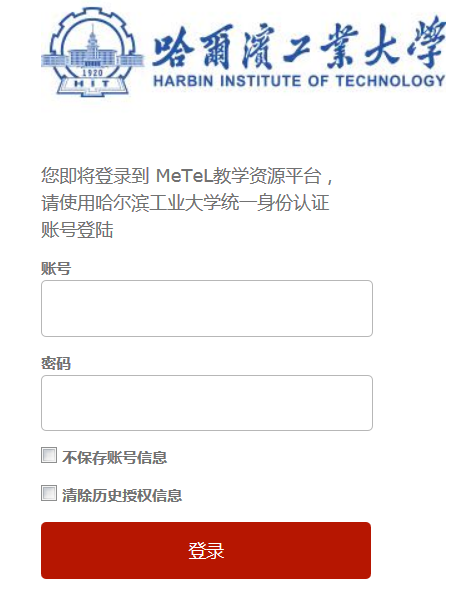 哈爾濱工業大學
HARBIN INSTITUTE OF TECHNOLOGY
1920
HIT
您即将登录到 MeTeL教学资源平台，
请使用哈尔滨工业大学统一身份认证
账号登陆
账号
密码
不保存账号信息
清除历史授权信息
登录